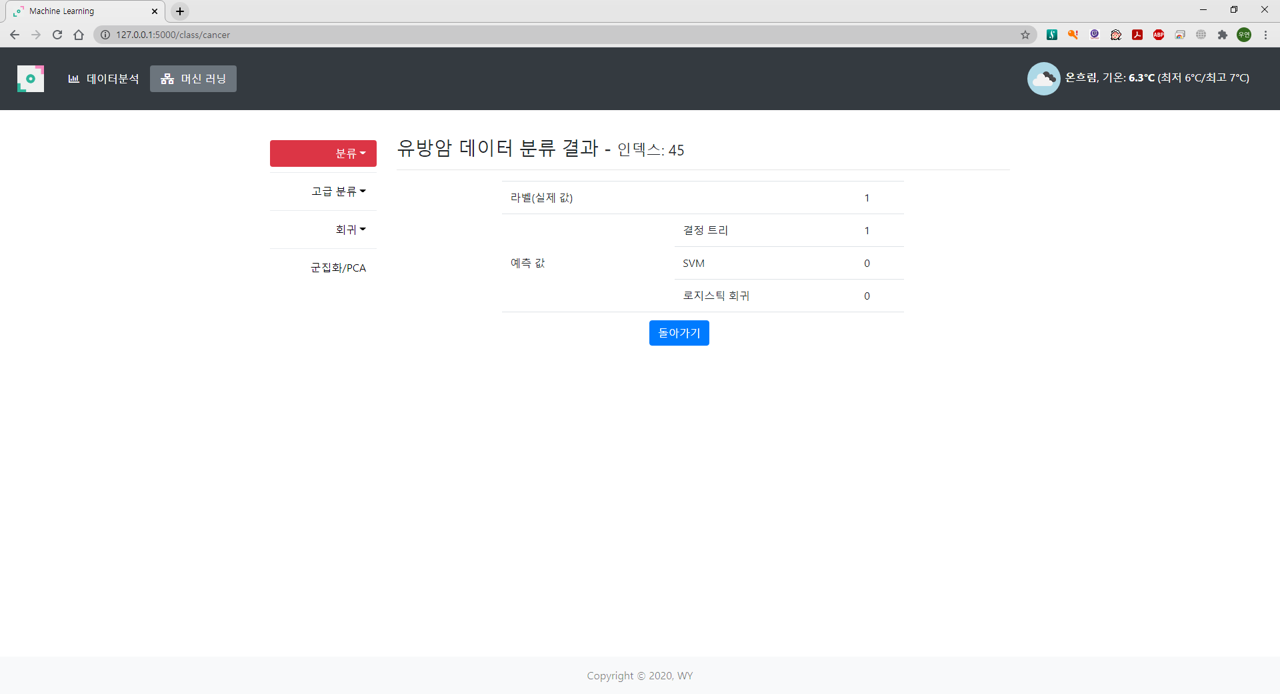 Machine Learning
127.0.0.1:5000/class/cancer
ABP
우연
데이터분석
머신 러닝
온흐림, 기온: 6.3℃ (최저 6℃/최고 7℃)
분류
고급 분류
회귀
군집화/PCA
유방암 데이터 분류 결과 - 인덱스: 45
라벨(실제 값) 1
예측 값
결정 트리 1
SVM 0
로지스틱 회귀 0
돌아가기
Copyright © 2020, WY